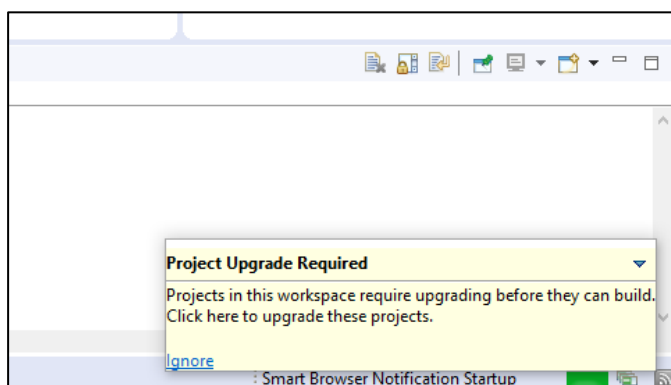 Project Upgrade Required
Projects in this workspace require upgrading before they can build.
Click here to upgrade these projects.
Ignore
: Smart Browser Notification Startup